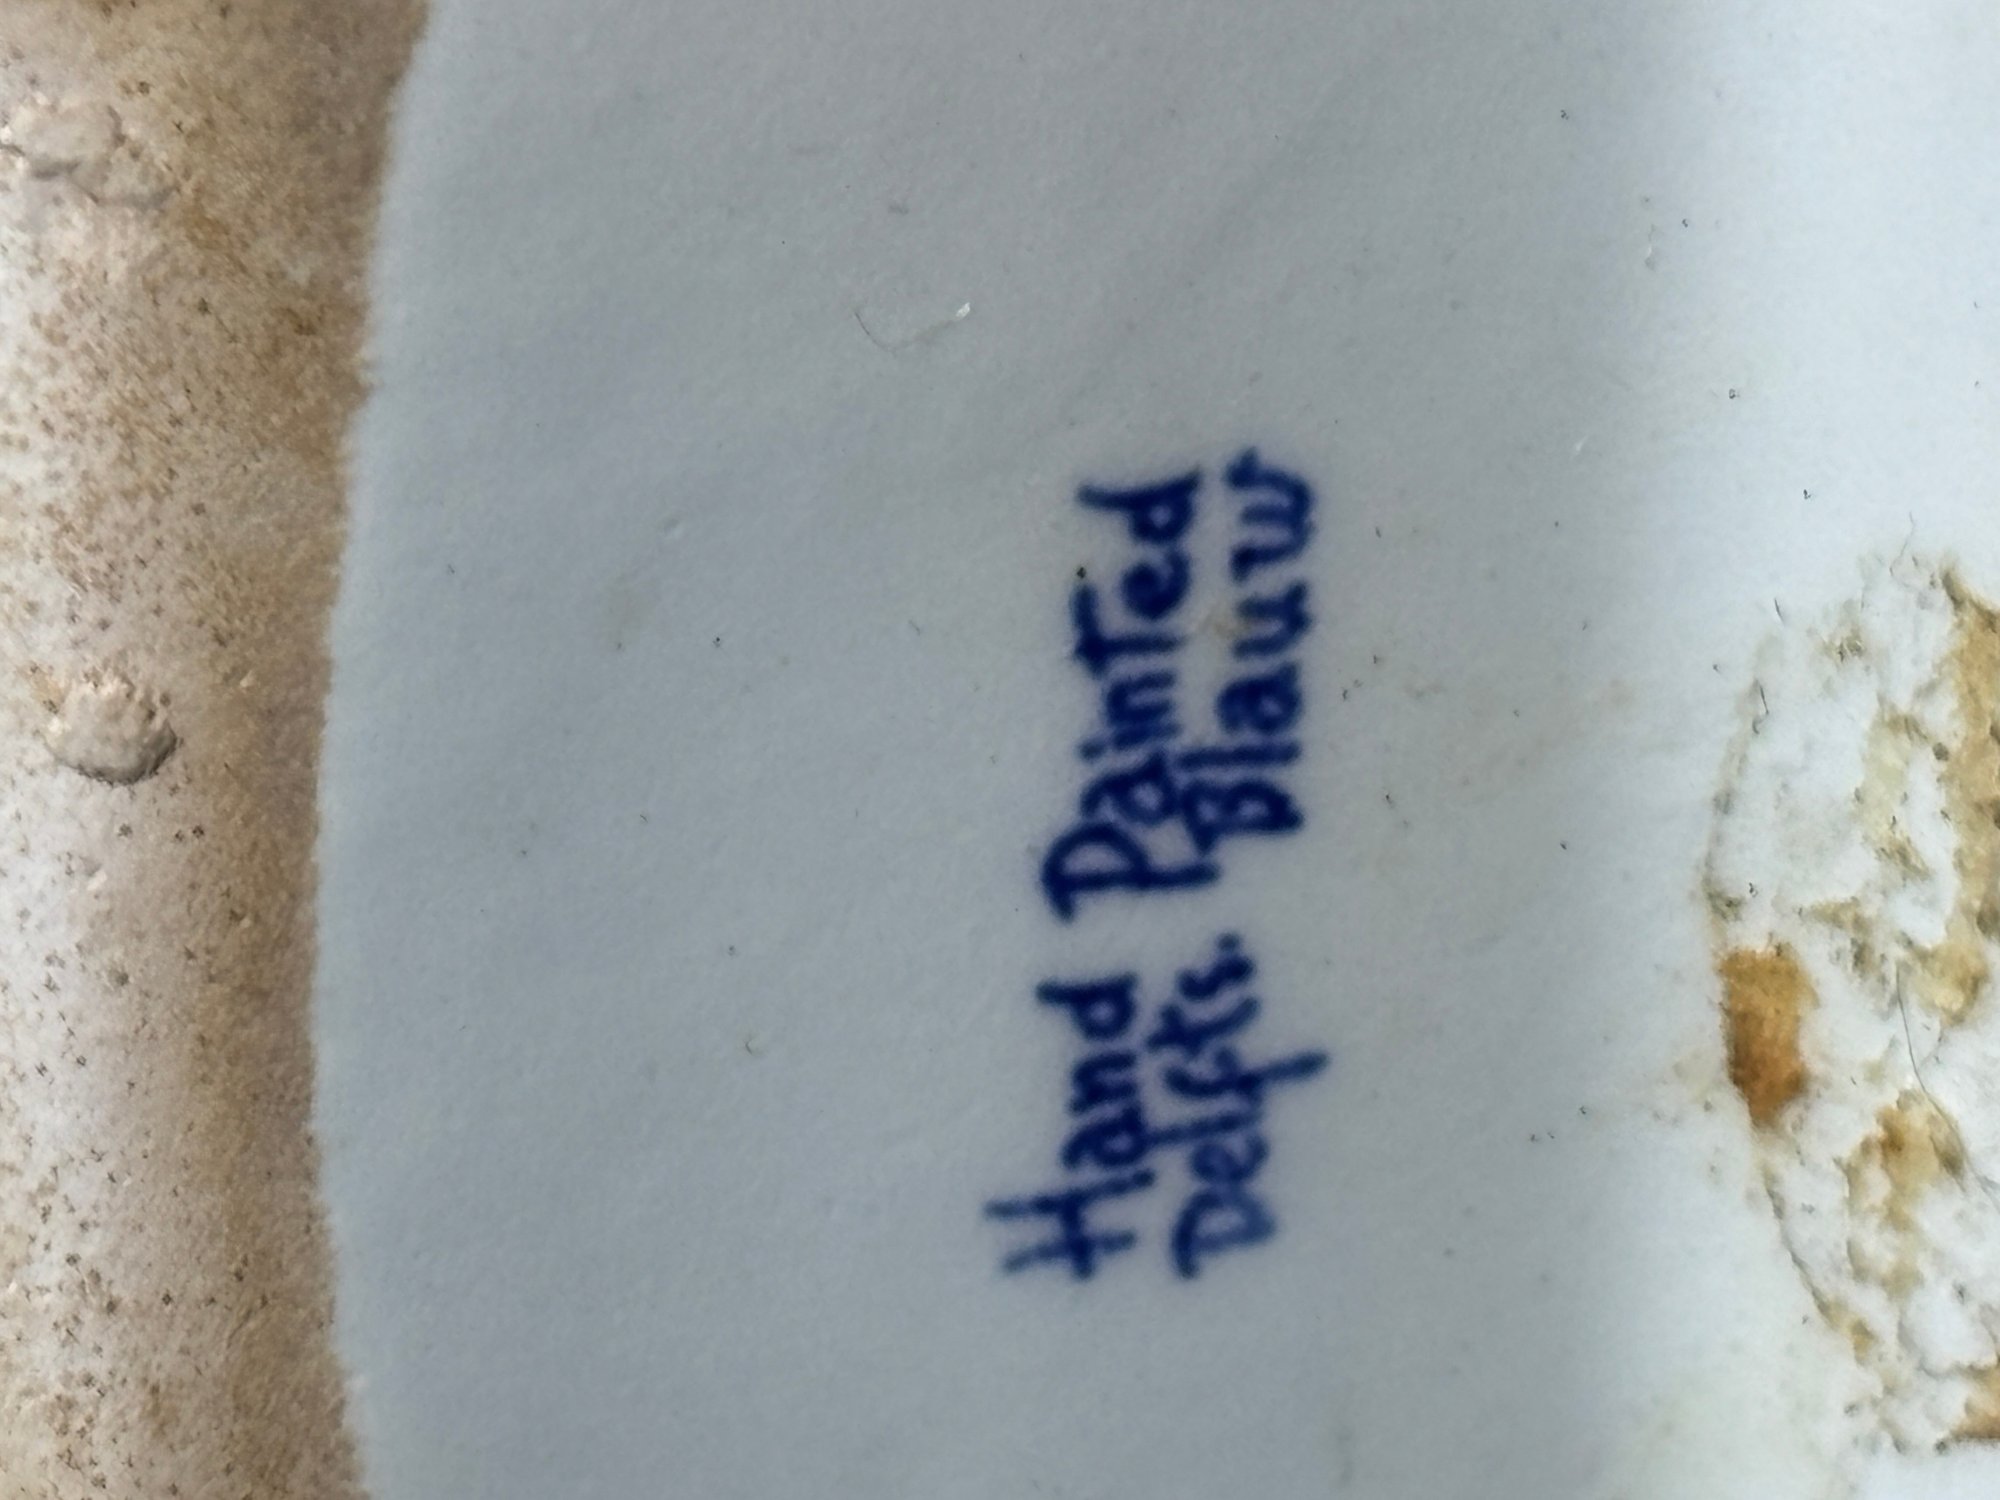 Hand PainTed
Delfts. Blauw